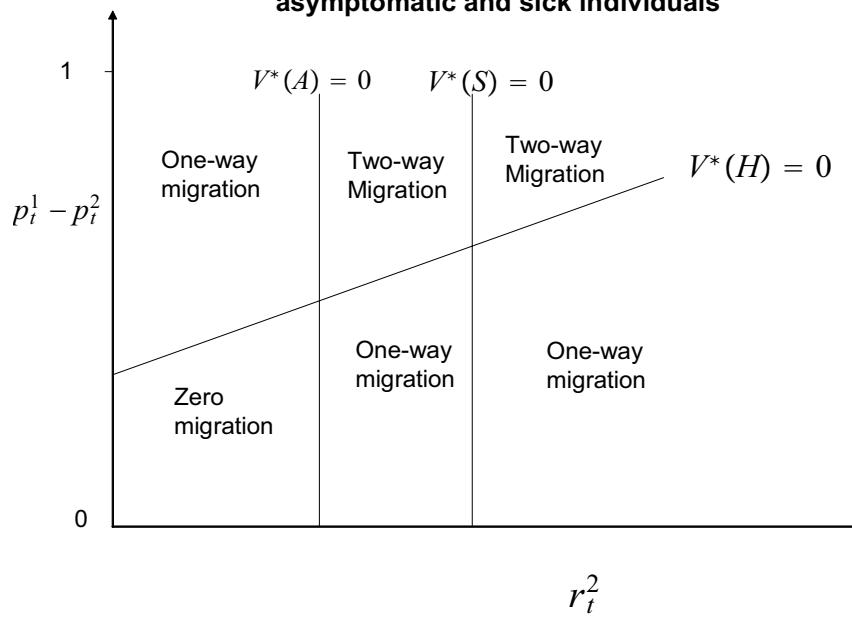 asymptomatic and sick individuals
1
V*(A) = 0
V*(S) = 0
One-way
migration
Two-way
Migration
Two-way
Migration
V*(H) = 0
p_t^1 − p_t^2
One-way
migration
One-way
migration
Zero
migration
0
r_t^2